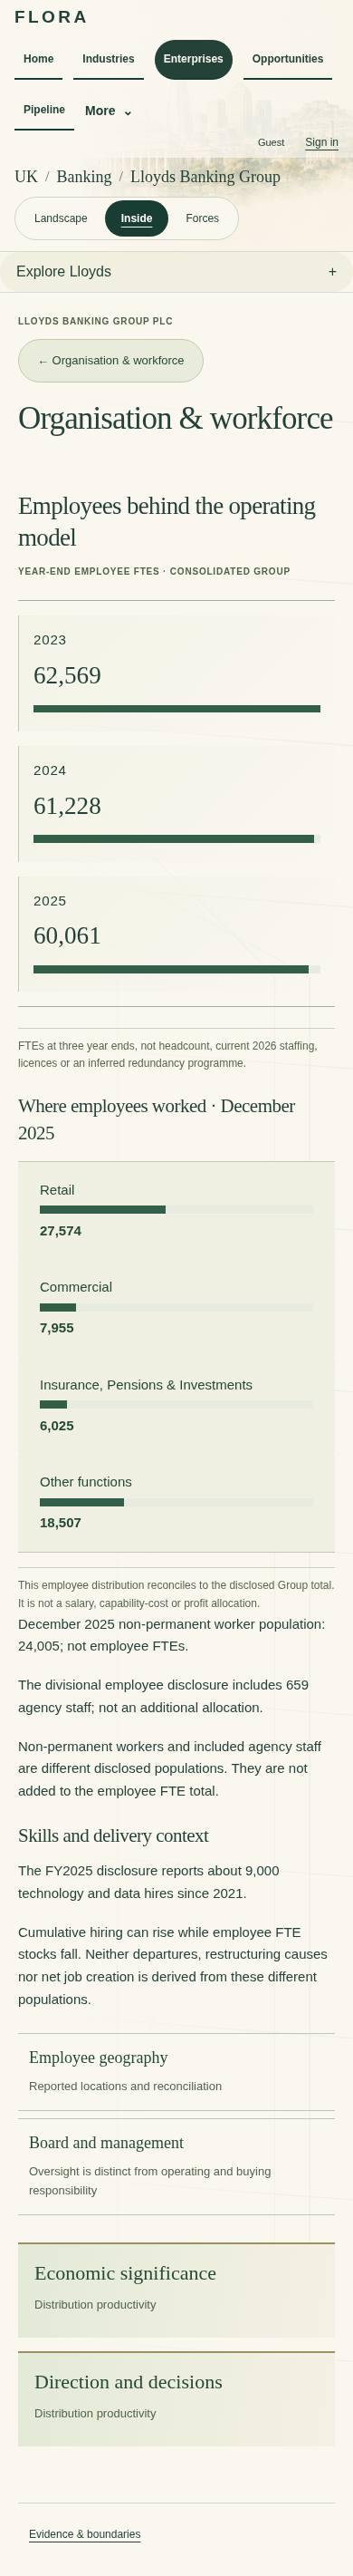 FLORA
Home
Industries
Enterprises
Opportunities
Pipeline
More ⌄
Guest
Sign in
UK / Banking / Lloyds Banking Group
Landscape
Inside
Forces
Explore Lloyds +
LLOYDS BANKING GROUP PLC
← Organisation & workforce
Organisation & workforce
Employees behind the operating
model
YEAR-END EMPLOYEE FTES · CONSOLIDATED GROUP
2023
62,569
2024
61,228
2025
60,061
FTEs at three year ends, not headcount, current 2026 staffing,
licences or an inferred redundancy programme.
Where employees worked · December
2025
Retail
27,574
Commercial
7,955
Insurance, Pensions & Investments
6,025
Other functions
18,507
This employee distribution reconciles to the disclosed Group total.
It is not a salary, capability-cost or profit allocation.
December 2025 non-permanent worker population:
24,005; not employee FTEs.
The divisional employee disclosure includes 659
agency staff; not an additional allocation.
Non-permanent workers and included agency staff
are different disclosed populations. They are not
added to the employee FTE total.
Skills and delivery context
The FY2025 disclosure reports about 9,000
technology and data hires since 2021.
Cumulative hiring can rise while employee FTE
stocks fall. Neither departures, restructuring causes
nor net job creation is derived from these different
populations.
Employee geography
Reported locations and reconciliation
Board and management
Oversight is distinct from operating and buying
responsibility
Economic significance
Distribution productivity
Direction and decisions
Distribution productivity
Evidence & boundaries